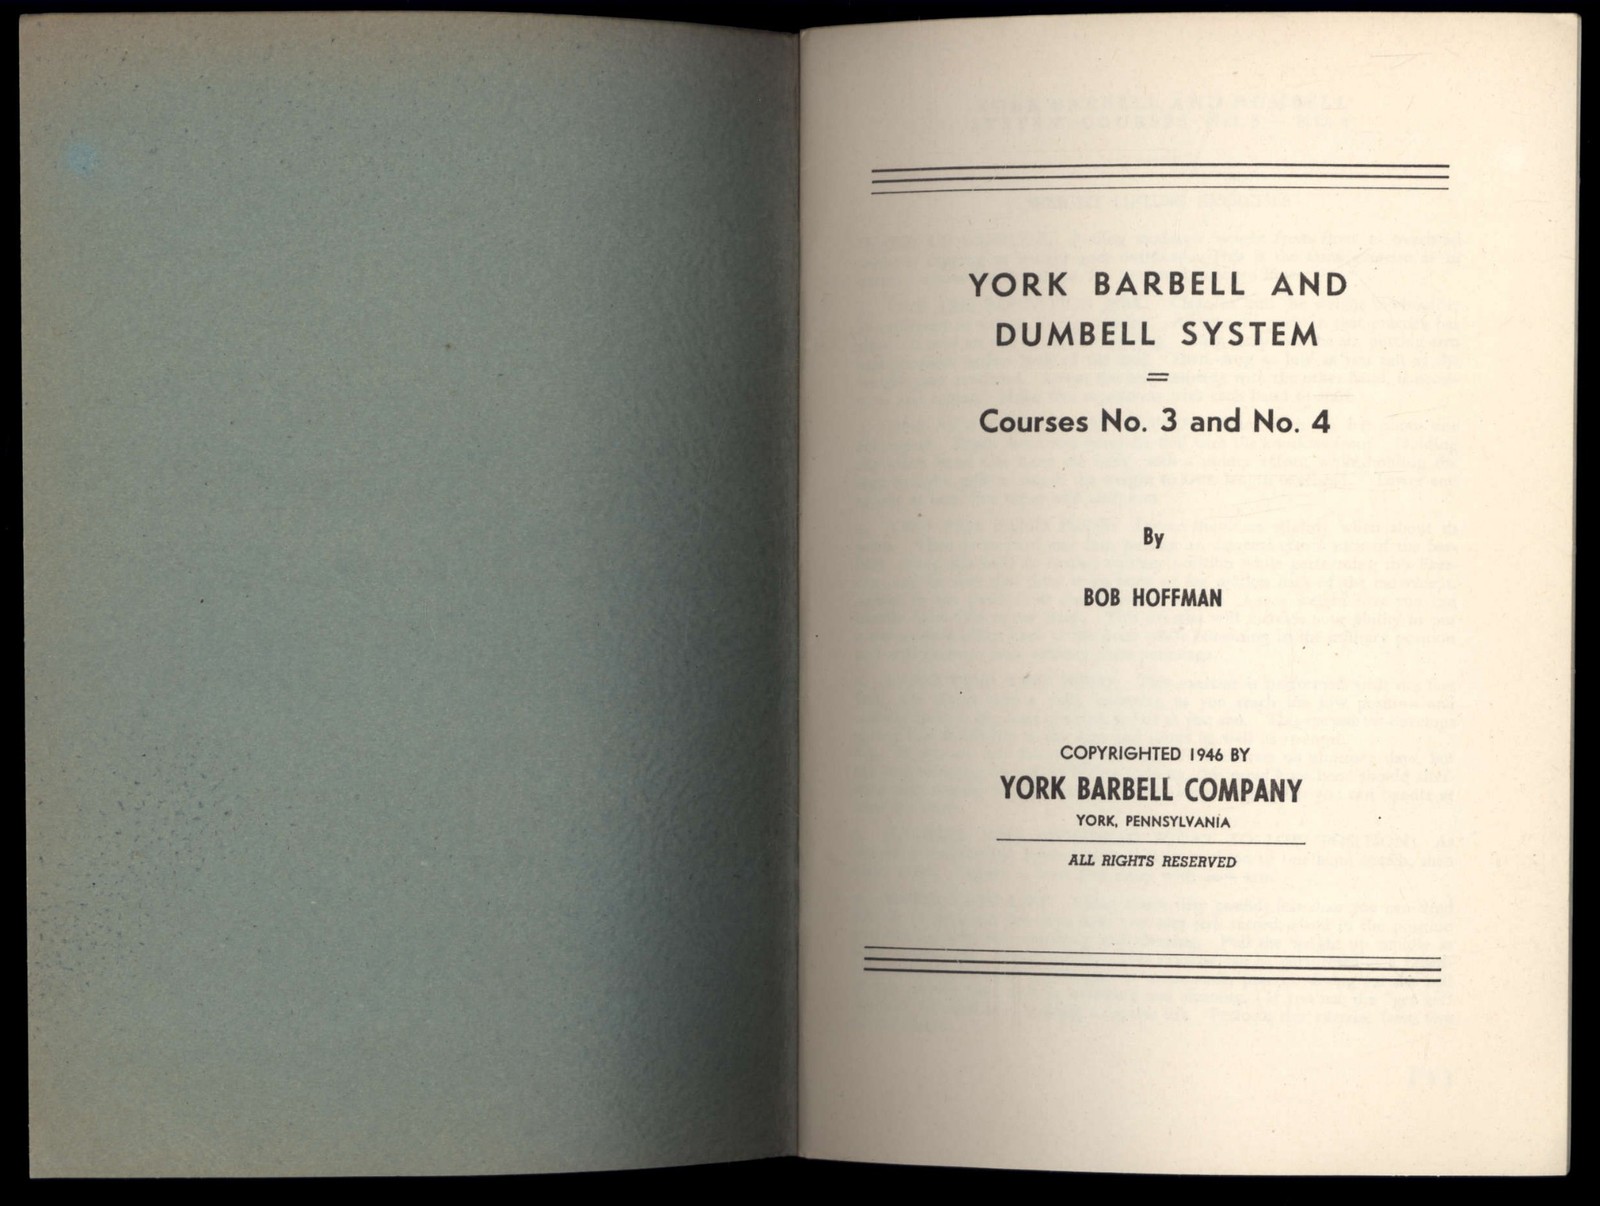 YORK BARBELL AND
DUMBELL SYSTEM
=
Courses No. 3 and No. 4
By
BOB HOFFMAN
COPYRIGHTED 1946 BY
YORK BARBELL COMPANY
YORK, PENNSYLVANIA
ALL RIGHTS RESERVED